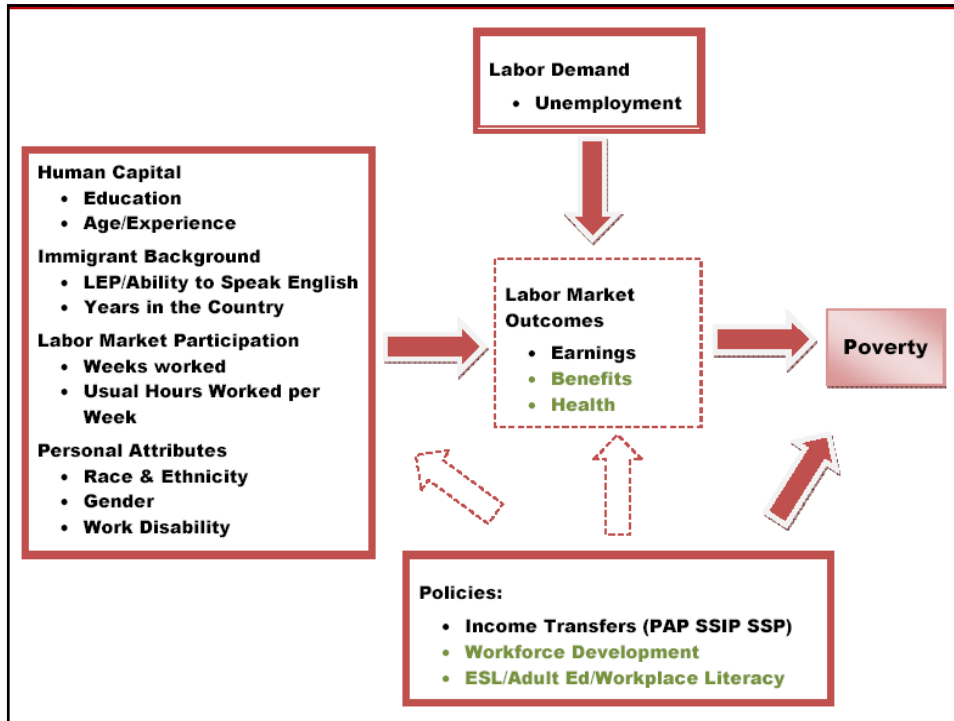 Labor Demand
• Unemployment
Human Capital
• Education
• Age/Experience
Immigrant Background
• LEP/Ability to Speak English
• Years in the Country
Labor Market Participation
• Weeks worked
• Usual Hours Worked per
Week
Personal Attributes
• Race & Ethnicity
• Gender
• Work Disability
Labor Market
Outcomes
• Earnings
• Benefits
• Health
Poverty
Policies:
• Income Transfers (PAP SSIP SSP)
• Workforce Development
• ESL/Adult Ed/Workplace Literacy